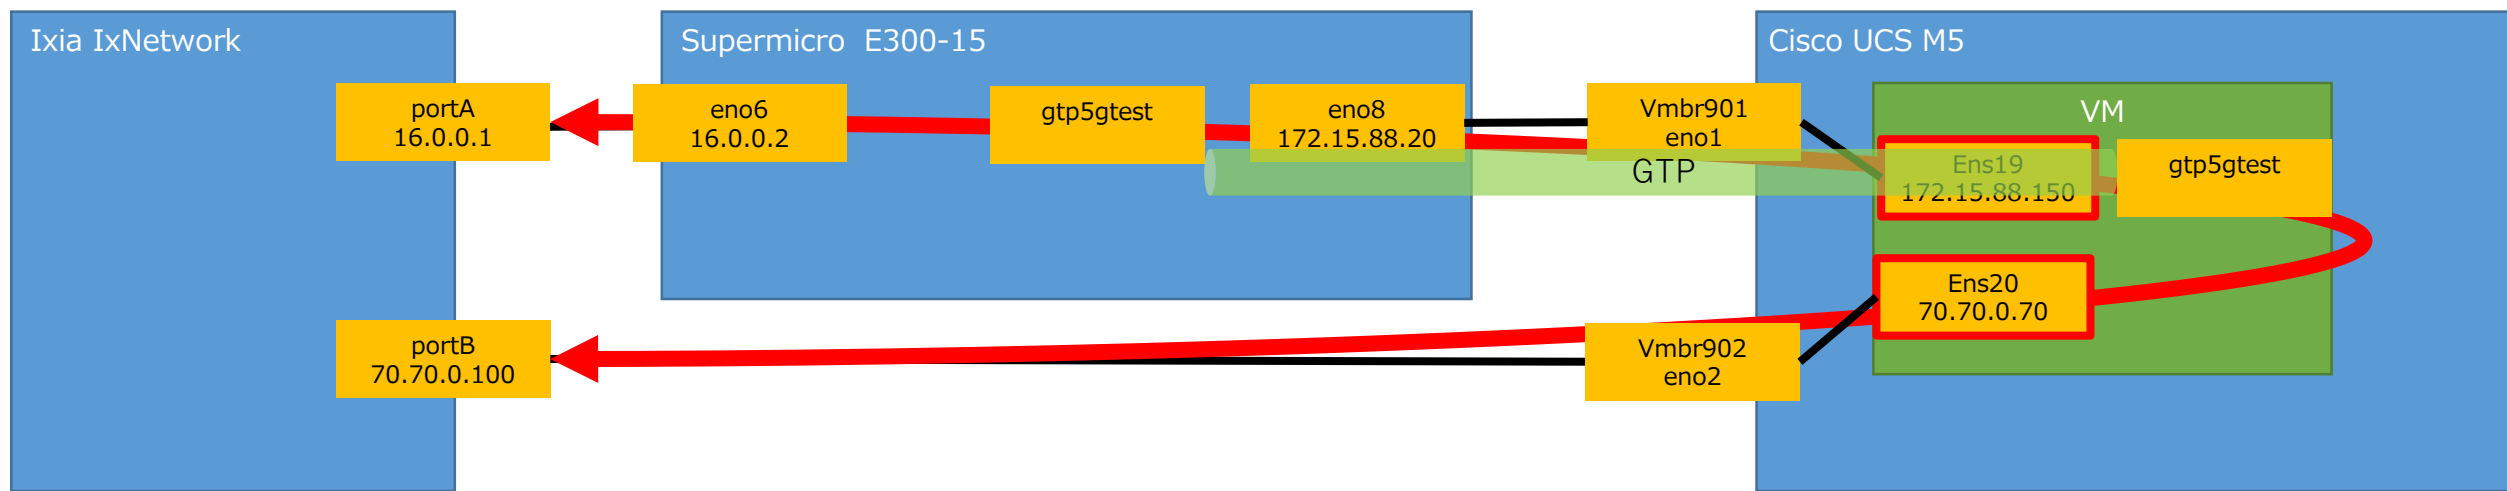 Ixia IxNetwork
Supermicro E300-15
Cisco UCS M5
portA
16.0.0.1
eno6
16.0.0.2
gtp5gtest
eno8
172.15.88.20
Vmbr901
eno1
VM
GTP
Ens19
172.15.88.150
gtp5gtest
Ens20
70.70.0.70
portB
70.70.0.100
Vmbr902
eno2